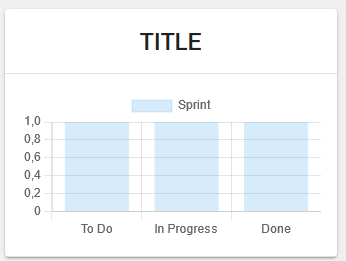 TITLE
Sprint
1,0
0,8
0,6
0,4
0,2
0
To Do In Progress Done